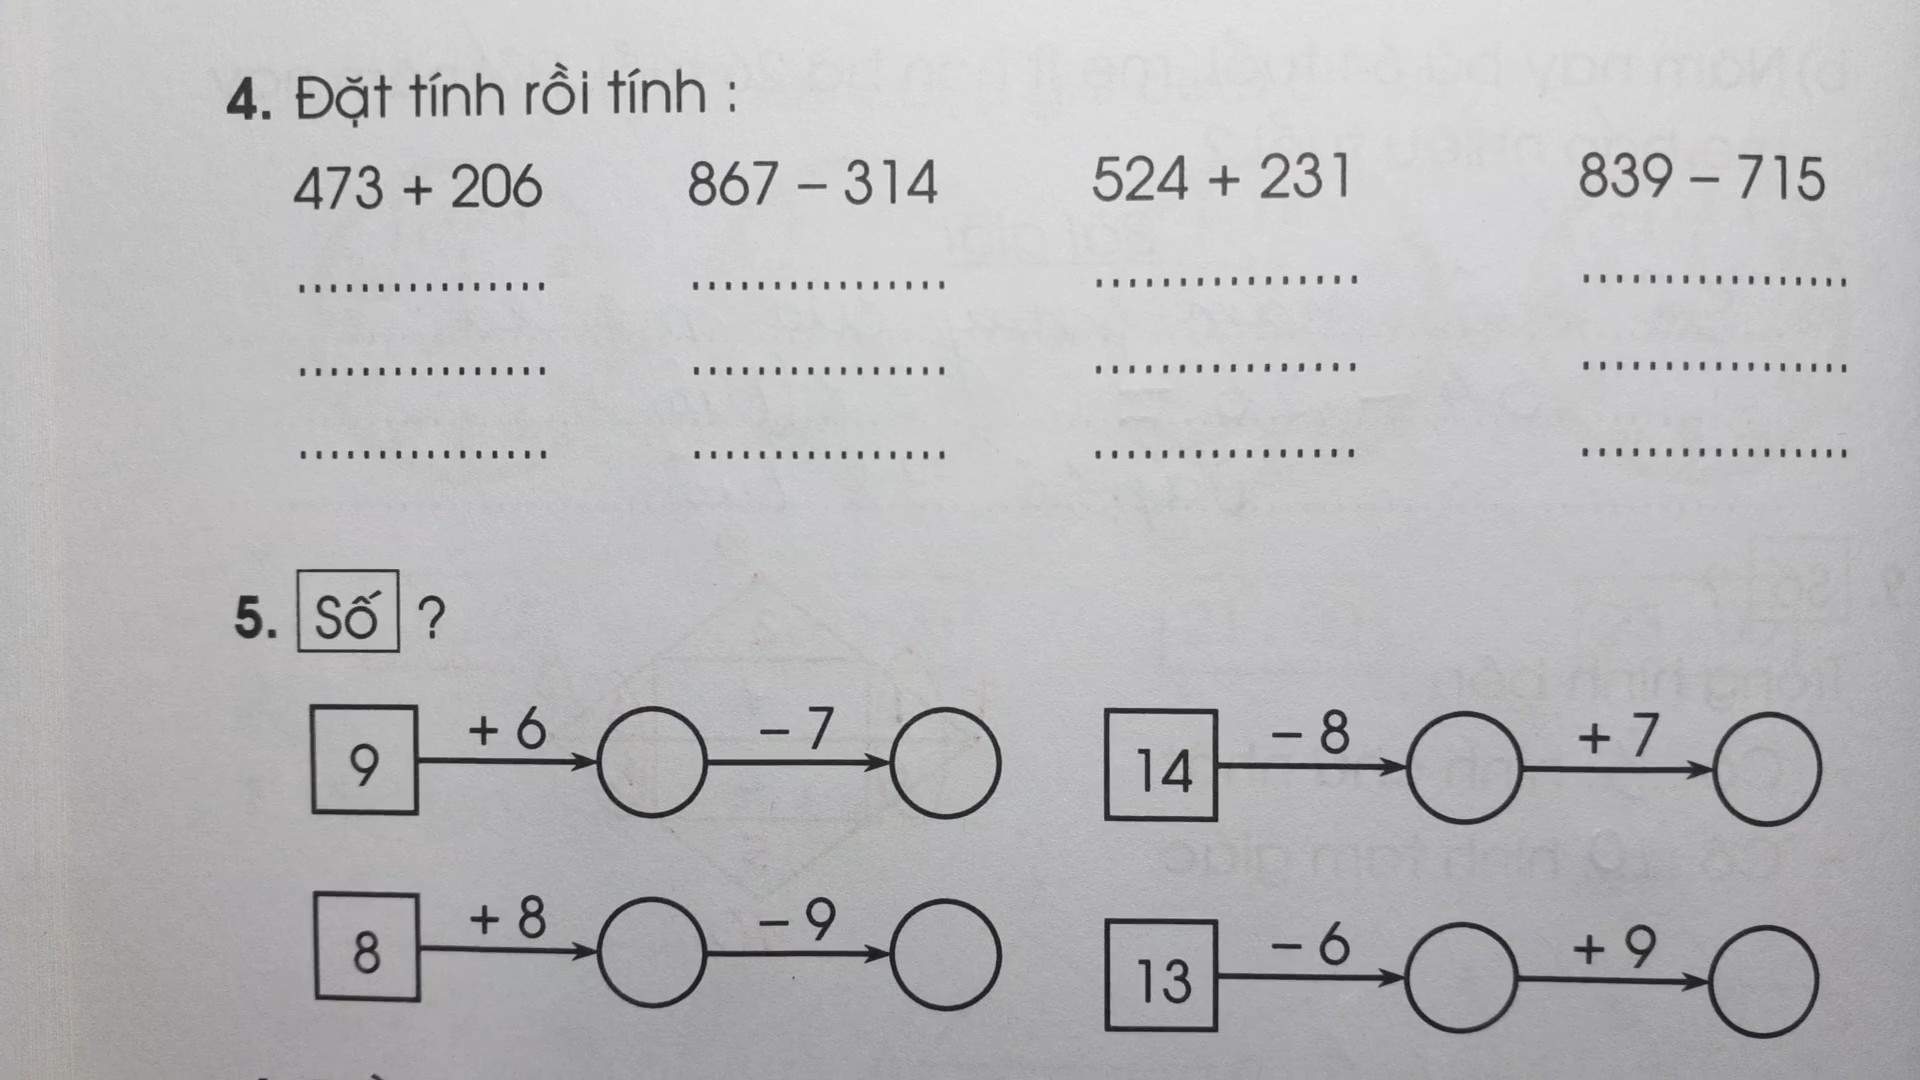 4. Đặt tính rồi tính :
473 + 206 867 – 314 524 + 231 839 – 715
5. Số ?
9 + 6 – 7 14 – 8 + 7
8 + 8 – 9 13 – 6 + 9